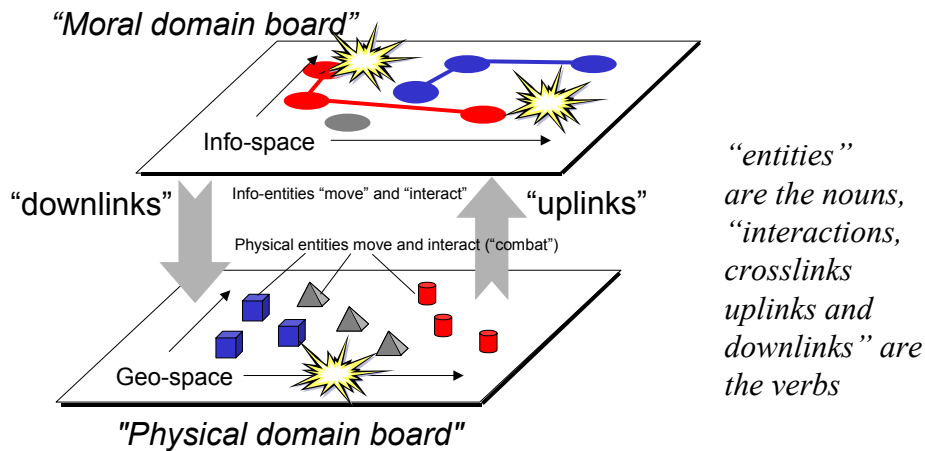 “Moral domain board”
Info-space
“downlinks”
Info-entities “move” and “interact”
“uplinks”
Physical entities move and interact (“combat”)
Geo-space
"Physical domain board"
“entities”
are the nouns,
“interactions,
crosslinks
uplinks and
downlinks” are
the verbs